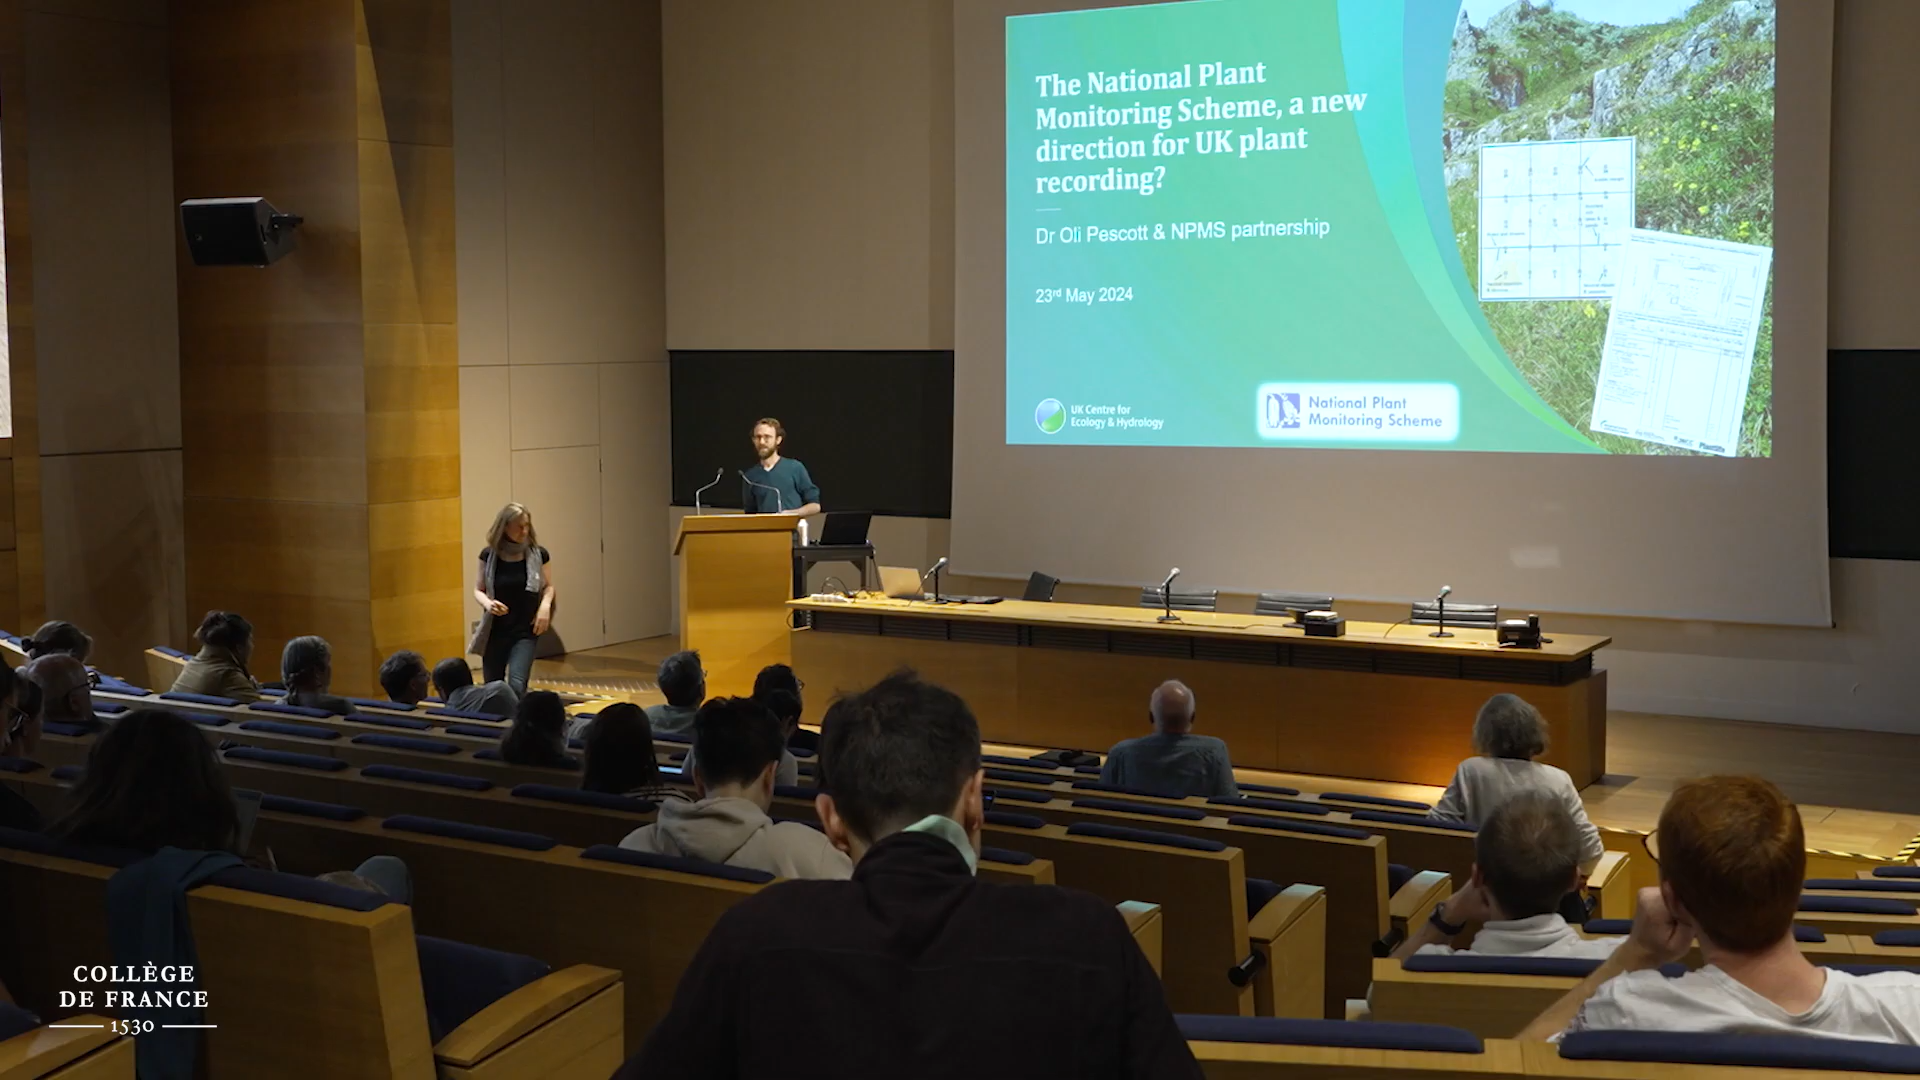 The National Plant
Monitoring Scheme, a new
direction for UK plant
recording?
Dr Oli Pescott & NPMS partnership
23rd May 2024
UK Centre for
Ecology & Hydrology
National Plant
Monitoring Scheme
COLLÈGE
DE FRANCE
1530